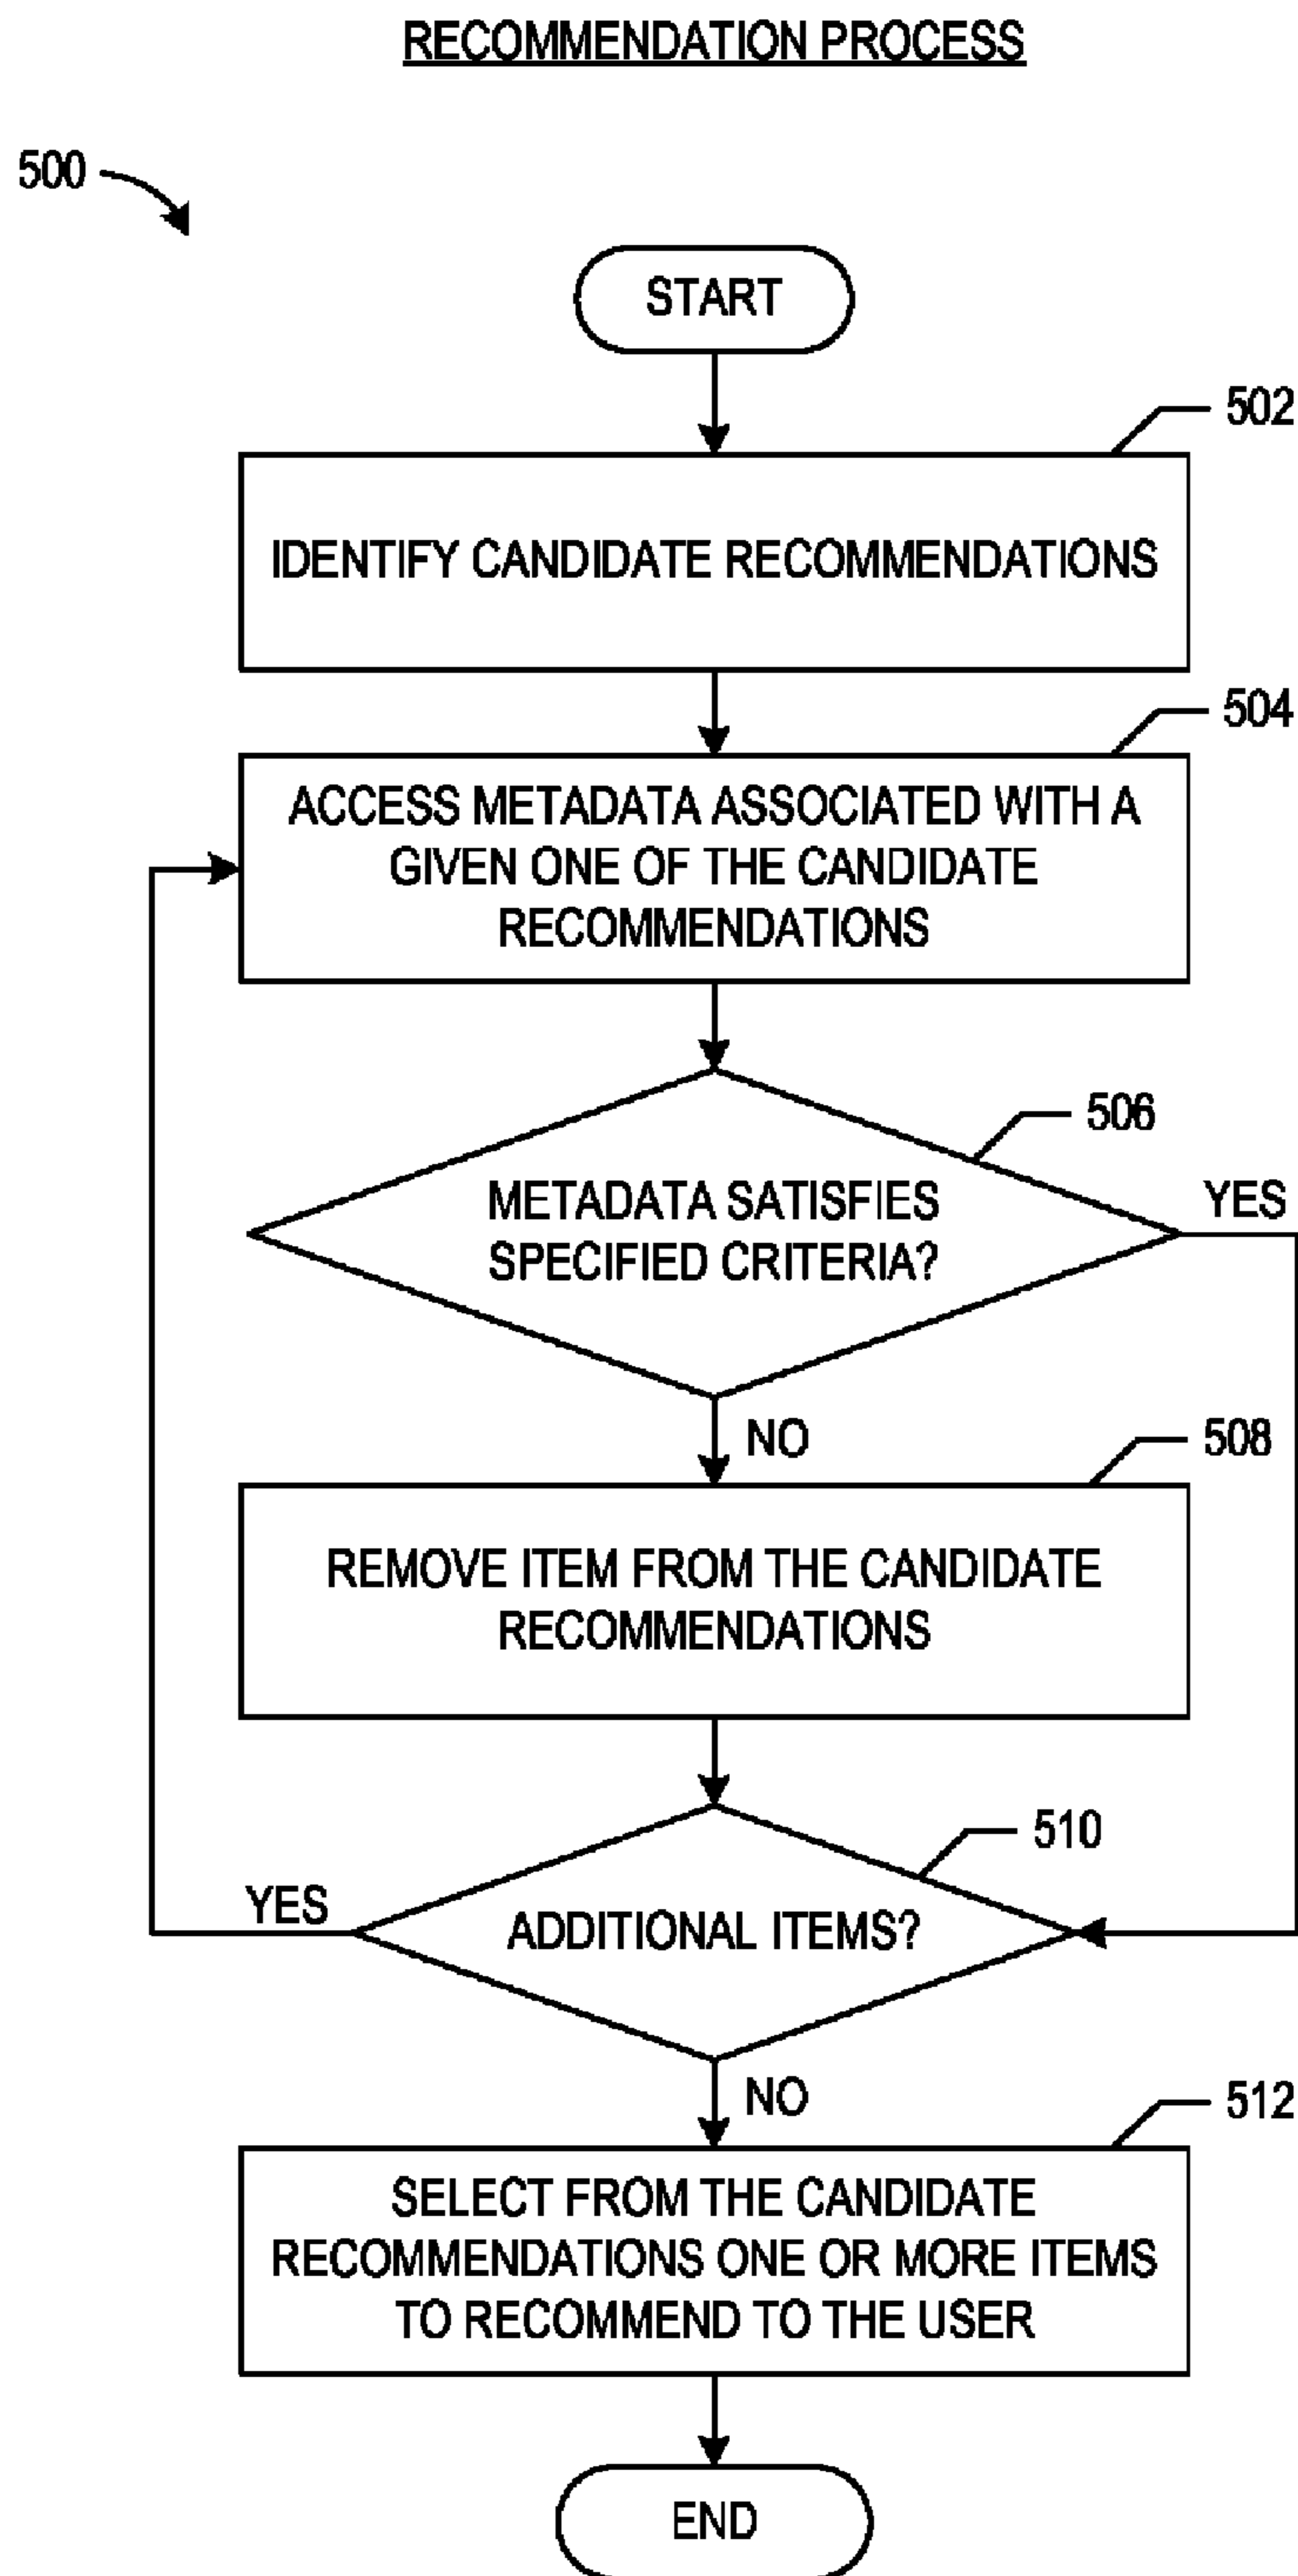 RECOMMENDATION PROCESS
500
START
502
IDENTIFY CANDIDATE RECOMMENDATIONS
504
ACCESS METADATA ASSOCIATED WITH A
GIVEN ONE OF THE CANDIDATE
RECOMMENDATIONS
506
METADATA SATISFIES
SPECIFIED CRITERIA?
YES
NO
508
REMOVE ITEM FROM THE CANDIDATE
RECOMMENDATIONS
510
ADDITIONAL ITEMS?
YES
NO
512
SELECT FROM THE CANDIDATE
RECOMMENDATIONS ONE OR MORE ITEMS
TO RECOMMEND TO THE USER
END